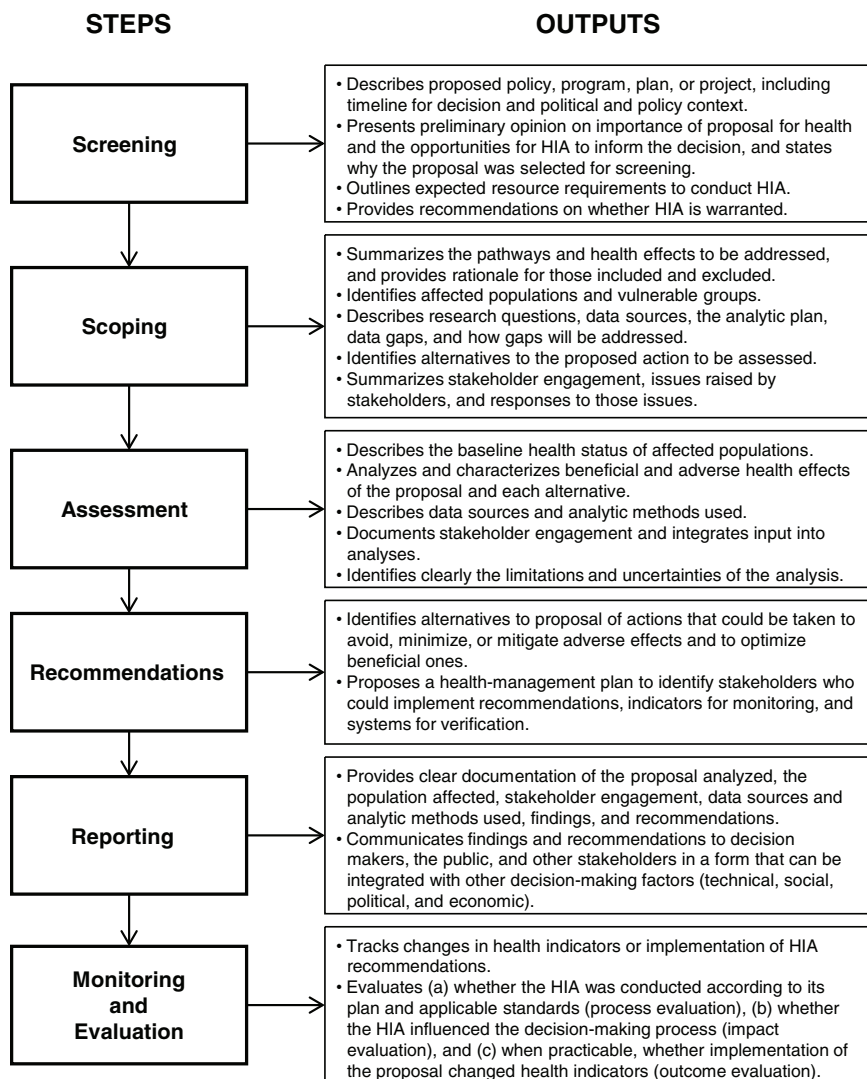 STEPS
OUTPUTS
Screening
• Describes proposed policy, program, plan, or project, including
timeline for decision and political and policy context.
• Presents preliminary opinion on importance of proposal for health
and the opportunities for HIA to inform the decision, and states
why the proposal was selected for screening.
• Outlines expected resource requirements to conduct HIA.
• Provides recommendations on whether HIA is warranted.
Scoping
• Summarizes the pathways and health effects to be addressed,
and provides rationale for those included and excluded.
• Identifies affected populations and vulnerable groups.
• Describes research questions, data sources, the analytic plan,
data gaps, and how gaps will be addressed.
• Identifies alternatives to the proposed action to be assessed.
• Summarizes stakeholder engagement, issues raised by
stakeholders, and responses to those issues.
Assessment
• Describes the baseline health status of affected populations.
• Analyzes and characterizes beneficial and adverse health effects
of the proposal and each alternative.
• Describes data sources and analytic methods used.
• Documents stakeholder engagement and integrates input into
analyses.
• Identifies clearly the limitations and uncertainties of the analysis.
Recommendations
• Identifies alternatives to proposal of actions that could be taken to
avoid, minimize, or mitigate adverse effects and to optimize
beneficial ones.
• Proposes a health-management plan to identify stakeholders who
could implement recommendations, indicators for monitoring, and
systems for verification.
Reporting
• Provides clear documentation of the proposal analyzed, the
population affected, stakeholder engagement, data sources and
analytic methods used, findings, and recommendations.
• Communicates findings and recommendations to decision
makers, the public, and other stakeholders in a form that can be
integrated with other decision-making factors (technical, social,
political, and economic).
Monitoring
and
Evaluation
• Tracks changes in health indicators or implementation of HIA
recommendations.
• Evaluates (a) whether the HIA was conducted according to its
plan and applicable standards (process evaluation), (b) whether
the HIA influenced the decision-making process (impact
evaluation), and (c) when practicable, whether implementation of
the proposal changed health indicators (outcome evaluation).